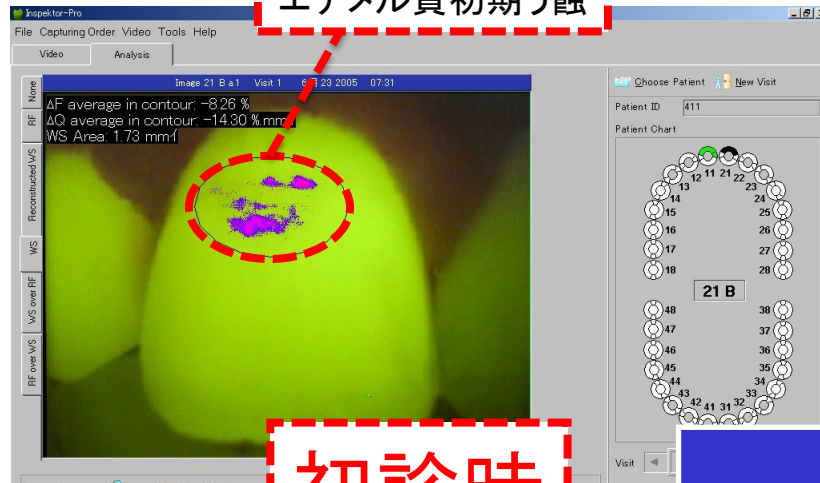 Inspektor-Pro
エナメル質初期う蝕
File Capturing Order Video Tools Help
Video Analysis
Image 21 B a.1 Visit 1 6月 23 2005 07:31
ΔF average in contour: -8.26 %
ΔQ average in contour: -14.30 %.mm
WS Area: 1.73 mm
None
RF
Reconstructed WS
WS
WS over RF
RF over WS
Choose Patient New Visit
Patient ID 411
Patient Chart
12 11 21 22
13 23
14 24
15 25
16 26
17 27
18 28
21 B
48 38
47 37
46 36
45 35
44 34
43 33
42 41 31 32
初診時
Visit